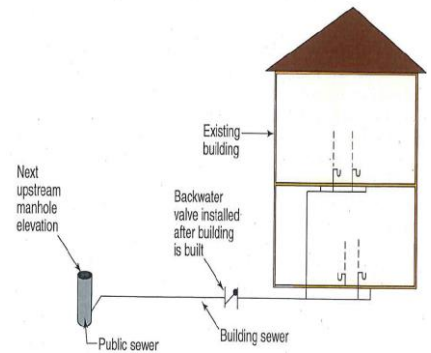 Existing
building
Next
upstream
manhole
elevation
Backwater
valve installed
after building
is built
Public sewer
Building sewer